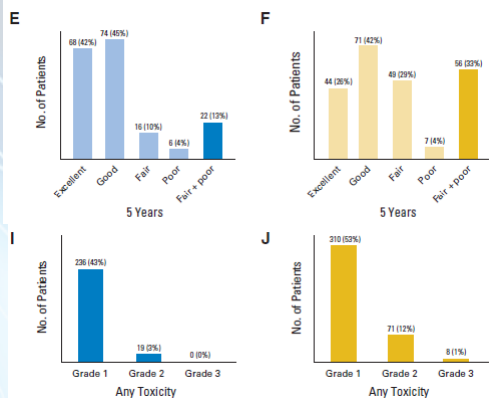 E
No. of Patients
68 (42%)
74 (45%)
16 (10%)
6 (4%)
22 (13%)
Excellent
Good
Fair
Poor
Fair + poor
5 Years
F
No. of Patients
44 (26%)
71 (42%)
49 (29%)
7 (4%)
56 (33%)
Excellent
Good
Fair
Poor
Fair + poor
5 Years
I
No. of Patients
236 (43%)
19 (3%)
0 (0%)
Grade 1
Grade 2
Grade 3
Any Toxicity
J
No. of Patients
310 (53%)
71 (12%)
8 (1%)
Grade 1
Grade 2
Grade 3
Any Toxicity